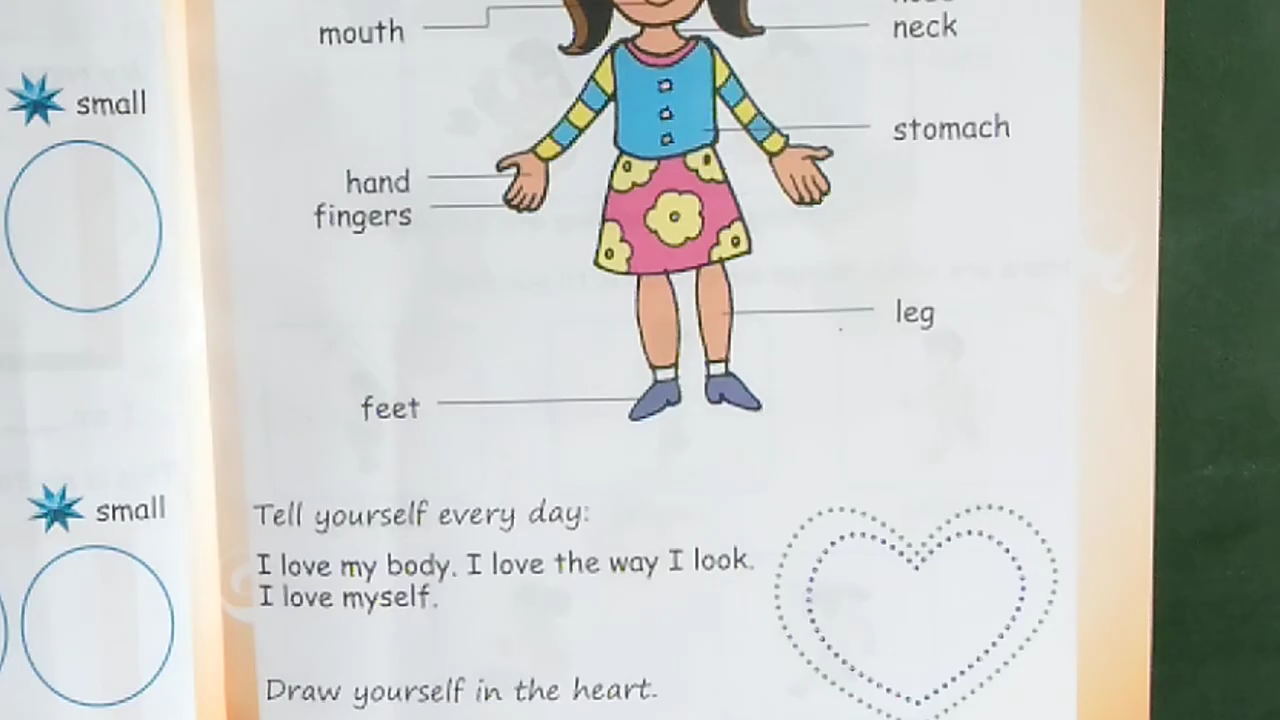 mouth
neck
small
stomach
hand
fingers
leg
feet
small
Tell yourself every day:
I love my body. I love the way I look.
I love myself.
Draw yourself in the heart.